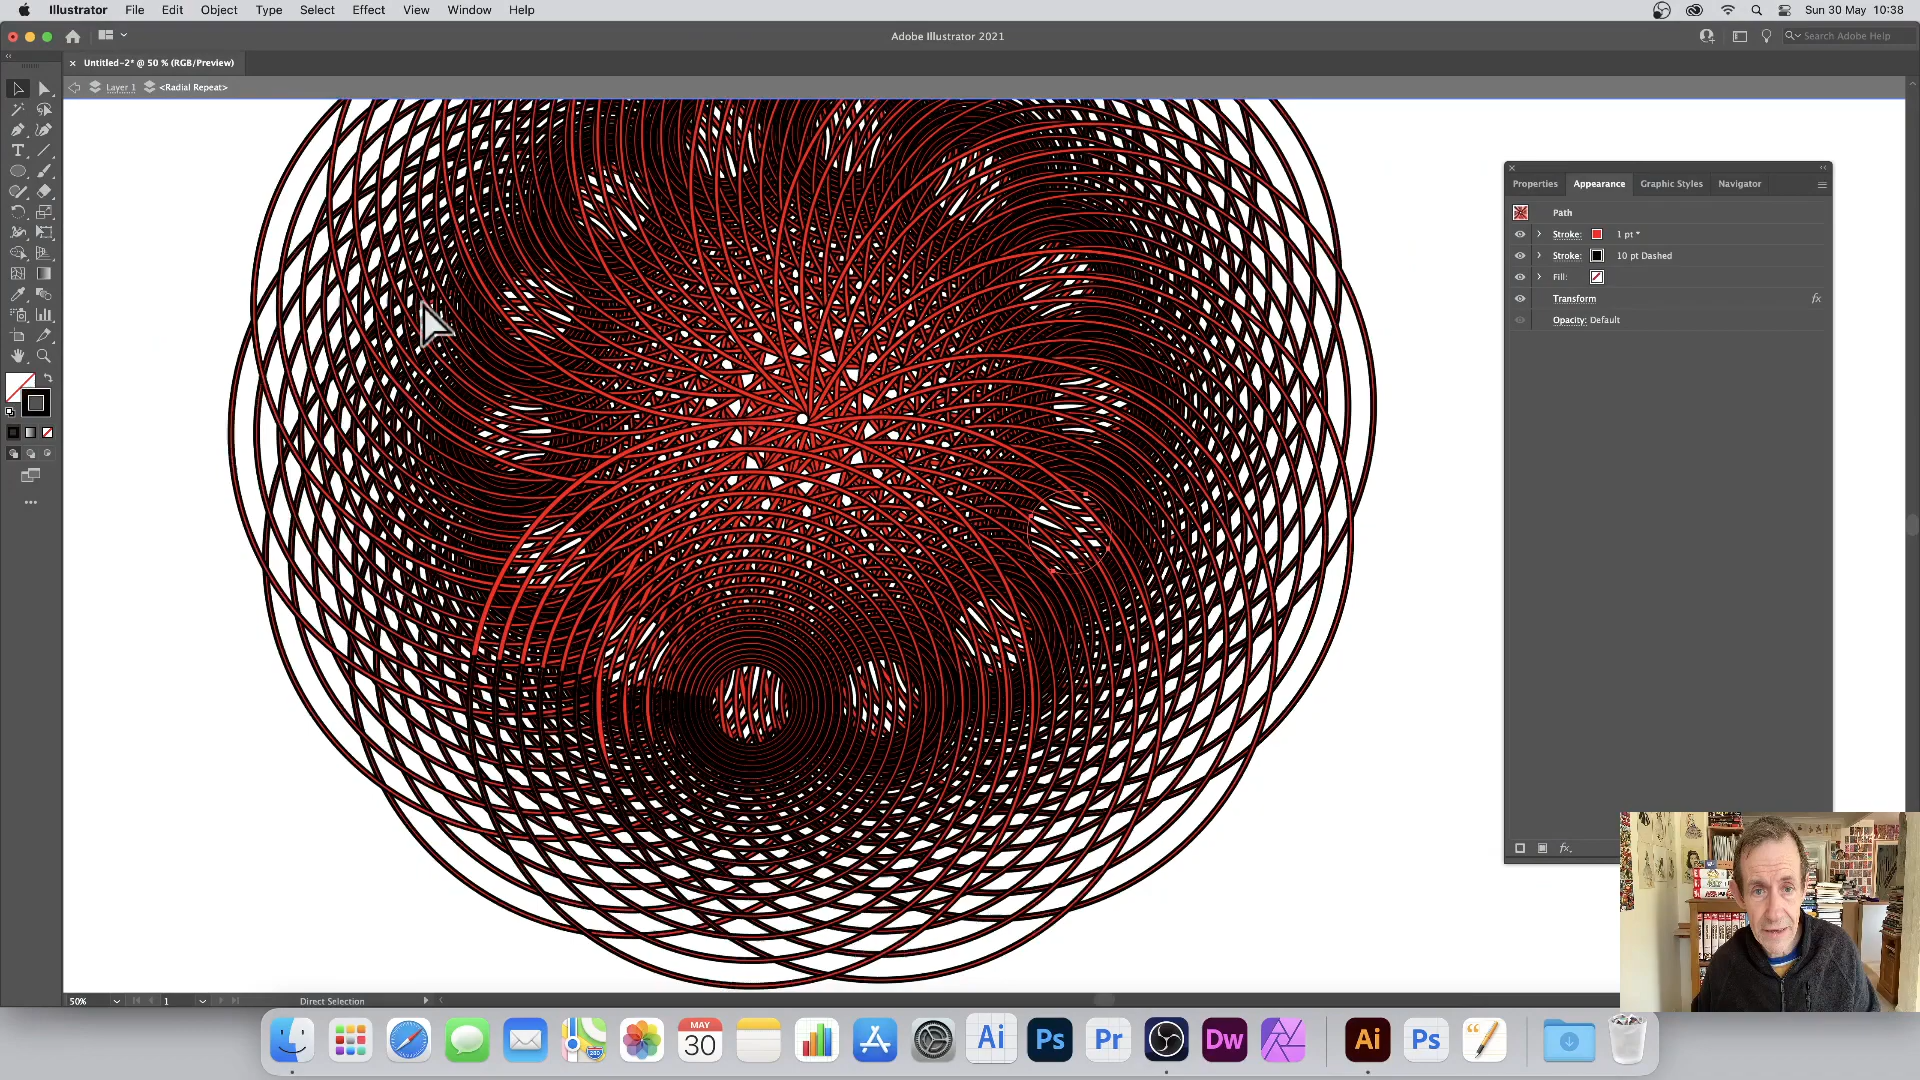 Illustrator File Edit Object Type Select Effect View Window Help Sun 30 May 10:38
Adobe Illustrator 2021
Search Adobe Help
× Untitled-2* @ 50 % (RGB/Preview)
Layer 1 <Radial Repeat>
Properties Appearance Graphic Styles Navigator
Path
Stroke: 1 pt *
Stroke: 10 pt Dashed
Fill:
Transform fx
Opacity: Default
fx
50% 1 Direct Selection
MAY
30
280
Ai Ps Pr Dw Ai Ps